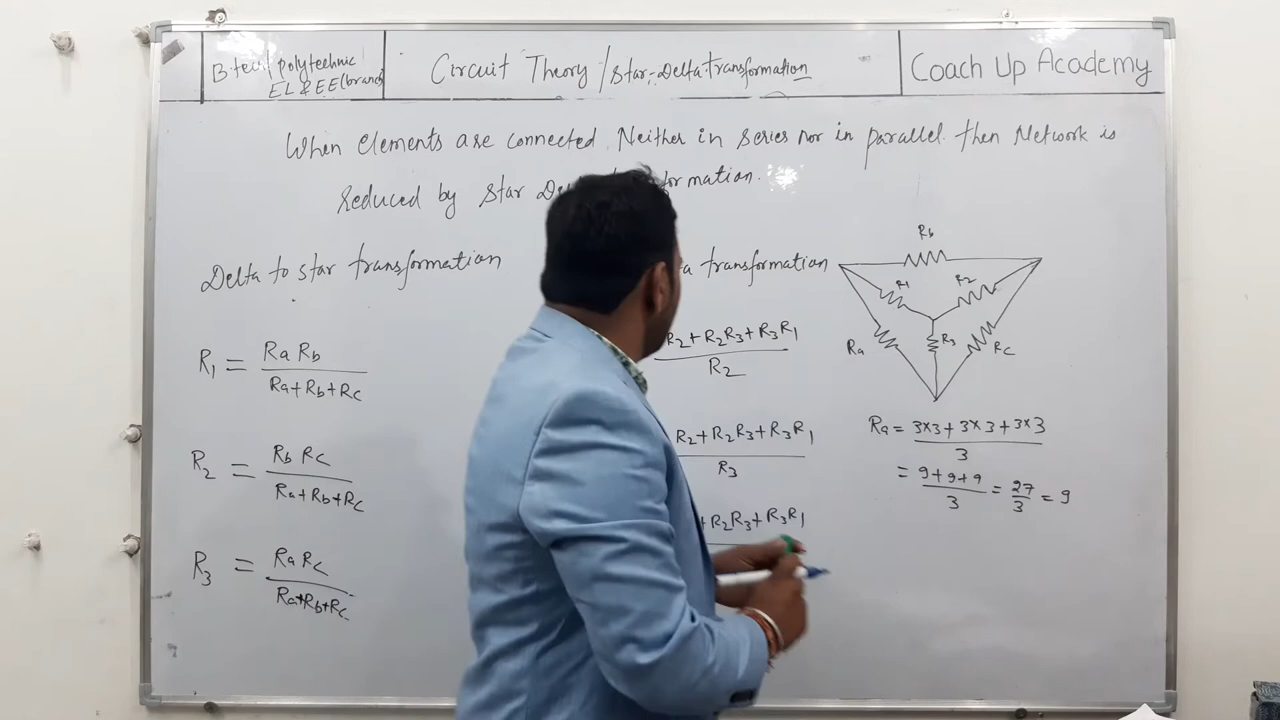 B tech/ polytechnic
EL & EE (branch)
Circuit Theory / Star-Delta transformation
Coach Up Academy
When elements are connected Neither in series nor in parallel then Network is
reduced by star formation.
Delta to star transformation
a transformation
R1 = Ra Rb
Ra+Rb+Rc
R2 = Rb Rc
Ra+Rb+Rc
R3 = Ra Rc
Ra+Rb+Rc
R2+R2R3+R3R1
R2
R2+R2R3+R3R1
R3
+R2R3+R3R1
Rb
R1
R2
Ra
R3
Rc
Ra = 3×3+3×3+3×3
3
= 9+9+9 = 27 = 9
3 3